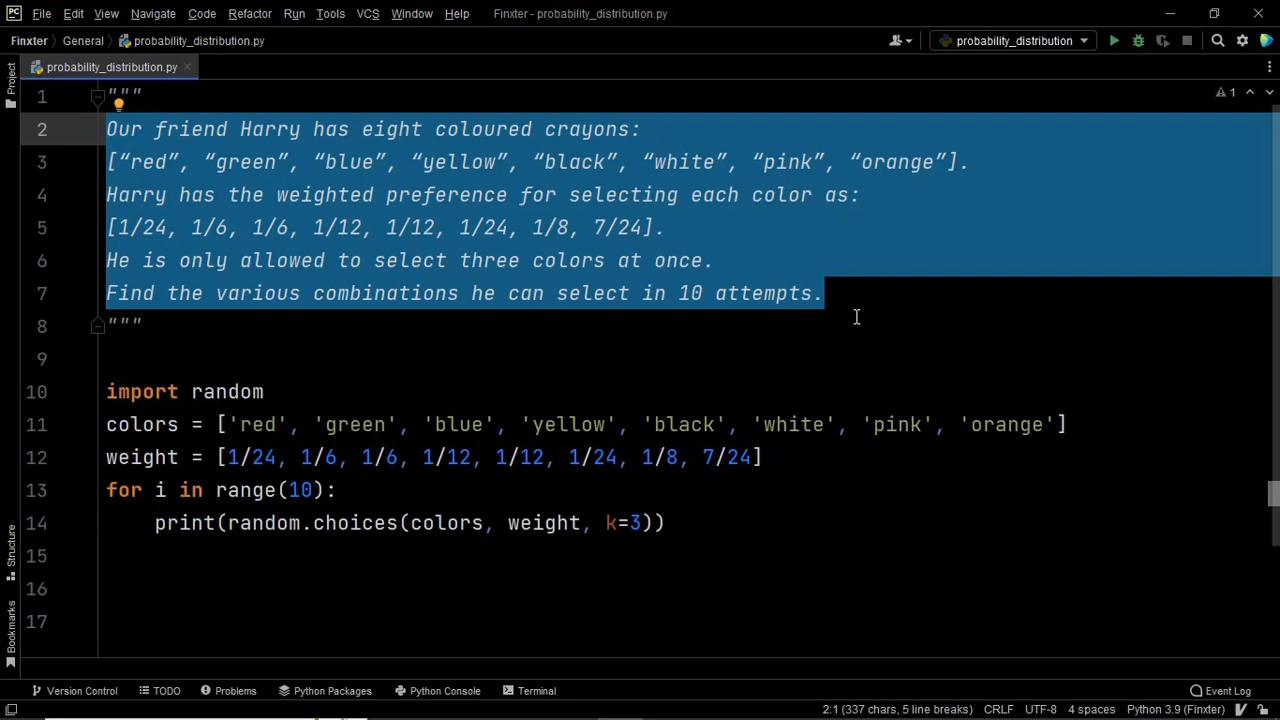 PC File Edit View Navigate Code Refactor Run Tools VCS Window Help Finxter - probability_distribution.py
Finxter General probability_distribution.py probability_distribution
probability_distribution.py
Project
1 """ 1
2 Our friend Harry has eight coloured crayons:
3 [“red”, “green”, “blue”, “yellow”, “black”, “white”, “pink”, “orange”].
4 Harry has the weighted preference for selecting each color as:
5 [1/24, 1/6, 1/6, 1/12, 1/12, 1/24, 1/8, 7/24].
6 He is only allowed to select three colors at once.
7 Find the various combinations he can select in 10 attempts.
8 """
9
10 import random
11 colors = ['red', 'green', 'blue', 'yellow', 'black', 'white', 'pink', 'orange']
12 weight = [1/24, 1/6, 1/6, 1/12, 1/12, 1/24, 1/8, 7/24]
13 for i in range(10):
14 print(random.choices(colors, weight, k=3))
15
16
17
Structure
Bookmarks
Version Control TODO Problems Python Packages Python Console Terminal Event Log
2:1 (337 chars, 5 line breaks) CRLF UTF-8 4 spaces Python 3.9 (Finxter)